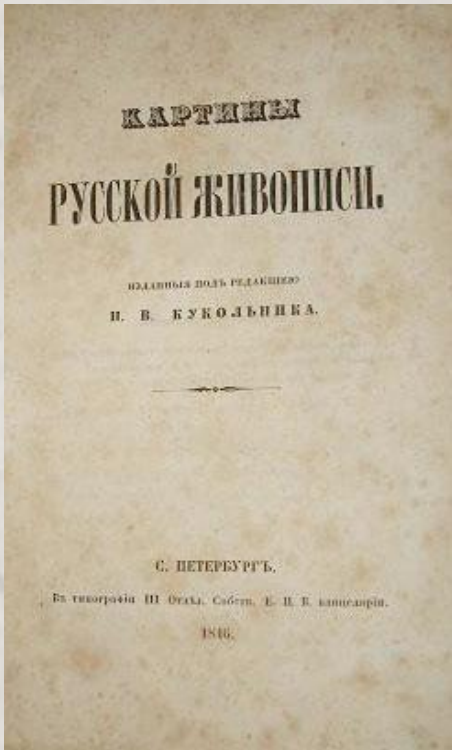 КАРТИНЫ
РУССКОЙ ЖИВОПИСИ.
ИЗДАННЫЯ ПОДЪ РЕДАКЦІЕЮ
Н. В. КУКОЛЬНИКА.
С. ПЕТЕРБУРГЪ.
Въ типографіи III Отдѣл. Собств. Е. И. В. канцеляріи.
1846.